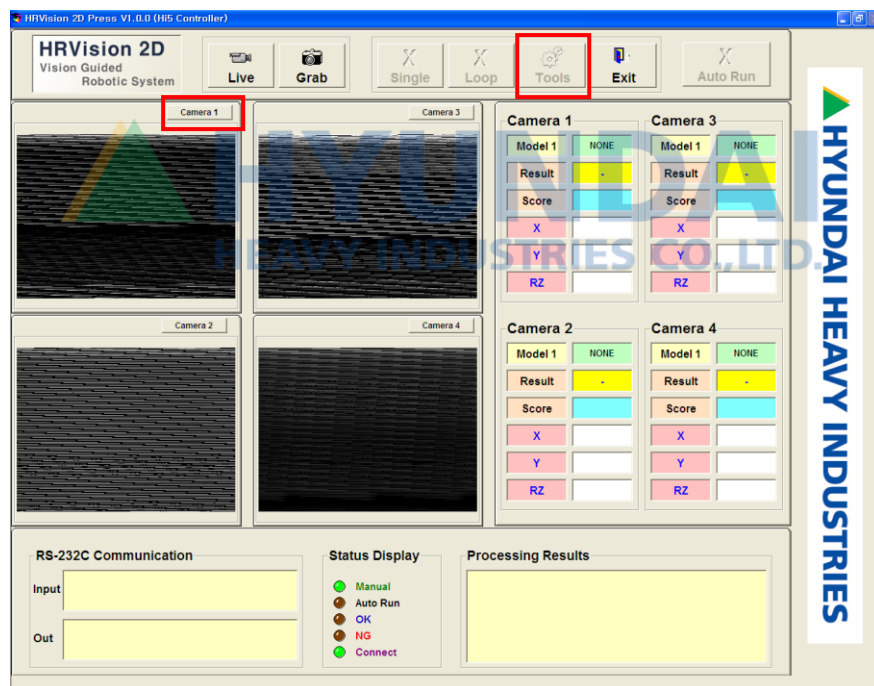 HRVision 2D Press V1.0.0 (Hi5 Controller)
HRVision 2D
Vision Guided
Robotic System
Live
Grab
X
Single
X
Loop
Tools
Exit
X
Auto Run
Camera 1
Camera 3
Camera 2
Camera 4
Camera 1
Model 1 NONE
Result -
Score
X
Y
RZ
Camera 3
Model 1 NONE
Result -
Score
X
Y
RZ
Camera 2
Model 1 NONE
Result -
Score
X
Y
RZ
Camera 4
Model 1 NONE
Result -
Score
X
Y
RZ
RS-232C Communication
Input
Out
Status Display
Manual
Auto Run
OK
NG
Connect
Processing Results
HYUNDAI HEAVY INDUSTRIES
HYUNDAI
HEAVY INDUSTRIES CO.,LTD.